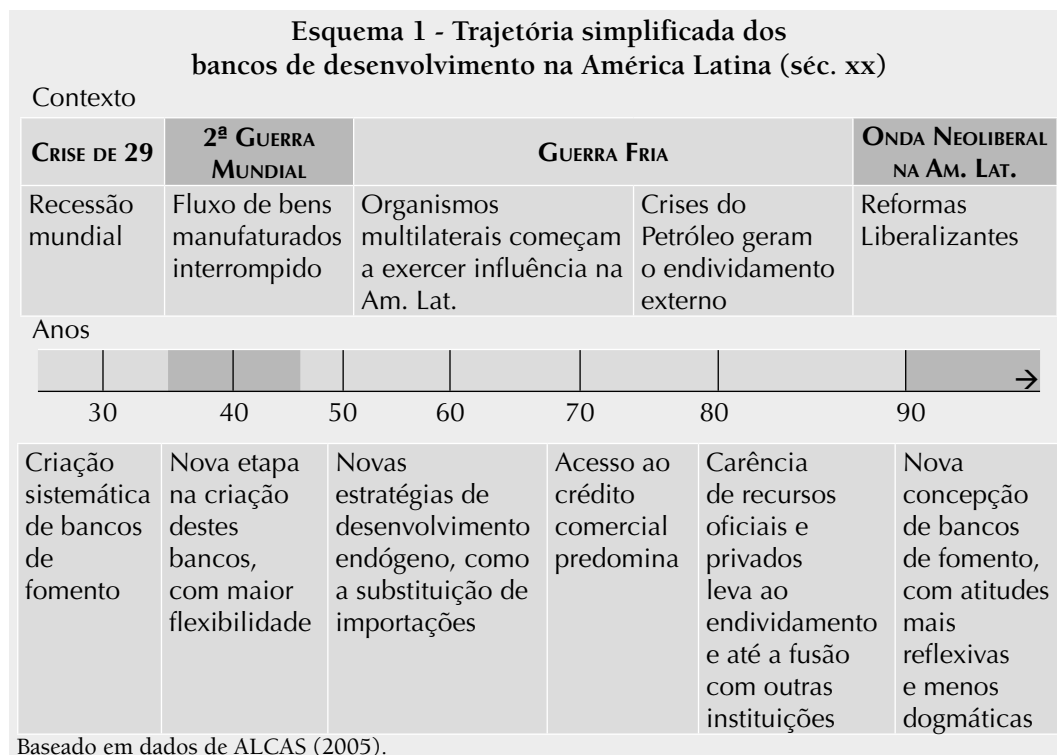 Esquema 1 - Trajetória simplificada dos
bancos de desenvolvimento na América Latina (séc. xx)
Contexto
Crise de 29
2ª Guerra
Mundial
Guerra Fria
Onda Neoliberal
na Am. Lat.
Recessão
mundial
Fluxo de bens
manufaturados
interrompido
Organismos
multilaterais começam
a exercer influência na
Am. Lat.
Crises do
Petróleo geram
o endividamento
externo
Reformas
Liberalizantes
Anos
30 40 50 60 70 80 90
Criação
sistemática
de bancos
de
fomento
Nova etapa
na criação
destes
bancos,
com maior
flexibilidade
Novas
estratégias de
desenvolvimento
endógeno, como
a substituição de
importações
Acesso ao
crédito
comercial
predomina
Carência
de recursos
oficiais e
privados
leva ao
endividamento
e até a fusão
com outras
instituições
Nova
concepção
de bancos
de fomento,
com atitudes
mais
reflexivas
e menos
dogmáticas
Baseado em dados de ALCAS (2005).